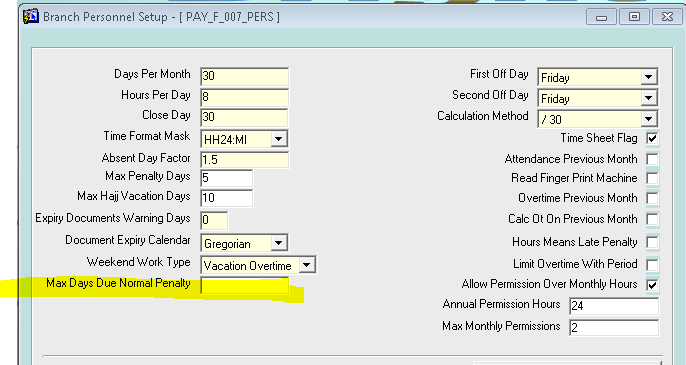 Branch Personnel Setup - [ PAY_F_007_PERS ]
Days Per Month 30
Hours Per Day 8
Close Day 30
Time Format Mask HH24:MI
Absent Day Factor 1.5
Max Penalty Days 5
Max Hajj Vacation Days 10
Expiry Documents Warning Days 0
Document Expiry Calendar Gregorian
Weekend Work Type Vacation Overtime
Max Days Due Normal Penalty
First Off Day Friday
Second Off Day Friday
Calculation Method / 30
Time Sheet Flag
Attendance Previous Month
Read Finger Print Machine
Overtime Previous Month
Calc Ot On Previous Month
Hours Means Late Penalty
Limit Overtime With Period
Allow Permission Over Monthly Hours
Annual Permission Hours 24
Max Monthly Permissions 2